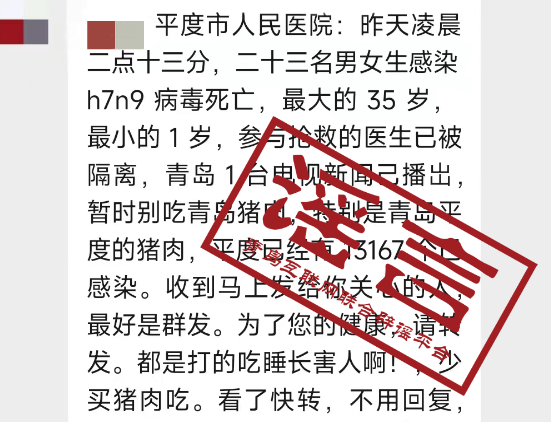 平度市人民医院：昨天凌晨
二点十三分，二十三名男女生感染
h7n9 病毒死亡，最大的 35 岁，
最小的 1 岁，参与抢救的医生已被
隔离，青岛 1 台电视新闻已播出，
暂时别吃青岛猪肉，特别是青岛平
度的猪肉，平度已经有 13167 个已
感染。收到马上发给你关心的人，
最好是群发。为了您的健康，请转
发。都是打的吃睡长害人啊！，少
买猪肉吃。看了快转，不用回复，
谣言
青岛互联网联合辟谣平台